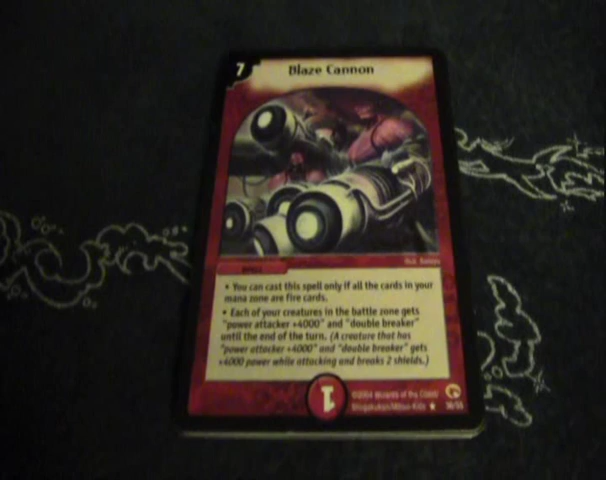 7
Blaze Cannon
• You can cast this spell only if all the cards in your
mana zone are fire cards.
• Each of your creatures in the battle zone gets
"power attacker +4000" and "double breaker"
until the end of the turn. (A creature that has
"power attacker +4000" and "double breaker" gets
+4000 power while attacking and breaks 2 shields.)
1
©2004 Wizards of the Coast/
Shogakukan/Mitsui-Kids